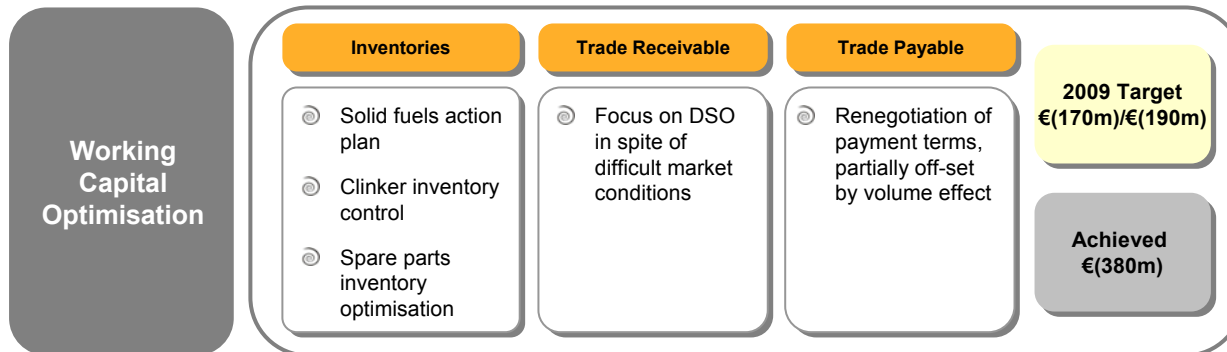 Working
Capital
Optimisation
Inventories
Solid fuels action
plan
Clinker inventory
control
Spare parts
inventory
optimisation
Trade Receivable
Focus on DSO
in spite of
difficult market
conditions
Trade Payable
Renegotiation of
payment terms,
partially off-set
by volume effect
2009 Target
€(170m)/€(190m)
Achieved
€(380m)